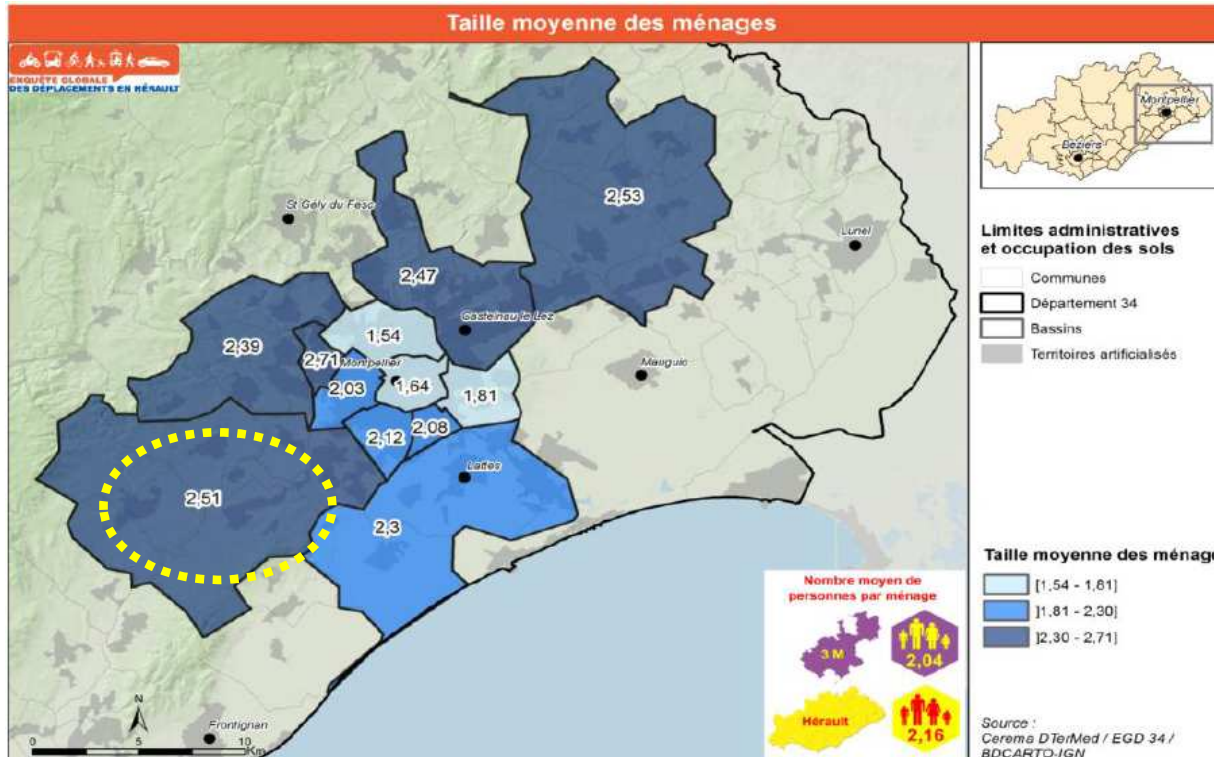 Taille moyenne des ménages
ENQUÊTE GLOBALE
DES DÉPLACEMENTS EN HÉRAULT
St Gély du Fesc
2,53
Lunel
2,47
Castelnau le Lez
1,54
2,39
2,71
Montpellier
Mauguio
2,03
1,64
1,81
2,12
2,08
Lattes
2,51
2,3
Frontignan
N
0 5 10
Km
Nombre moyen de
personnes par ménage
3 M
2,04
Hérault
2,16
Montpellier
Béziers
Limites administratives
et occupation des sols
Communes
Département 34
Bassins
Territoires artificialisés
Taille moyenne des ménag
[1,54 - 1,81]
]1,81 - 2,30]
]2,30 - 2,71]
Source :
Cerema DTerMed / EGD 34 /
BDCARTO-IGN